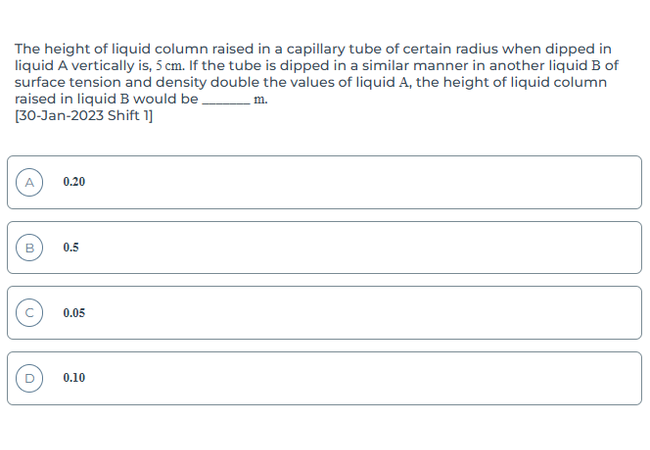 The height of liquid column raised in a capillary tube of certain radius when dipped in
liquid A vertically is, 5 cm. If the tube is dipped in a similar manner in another liquid B of
surface tension and density double the values of liquid A, the height of liquid column
raised in liquid B would be _______ m.
[30-Jan-2023 Shift 1]
A 0.20
B 0.5
C 0.05
D 0.10